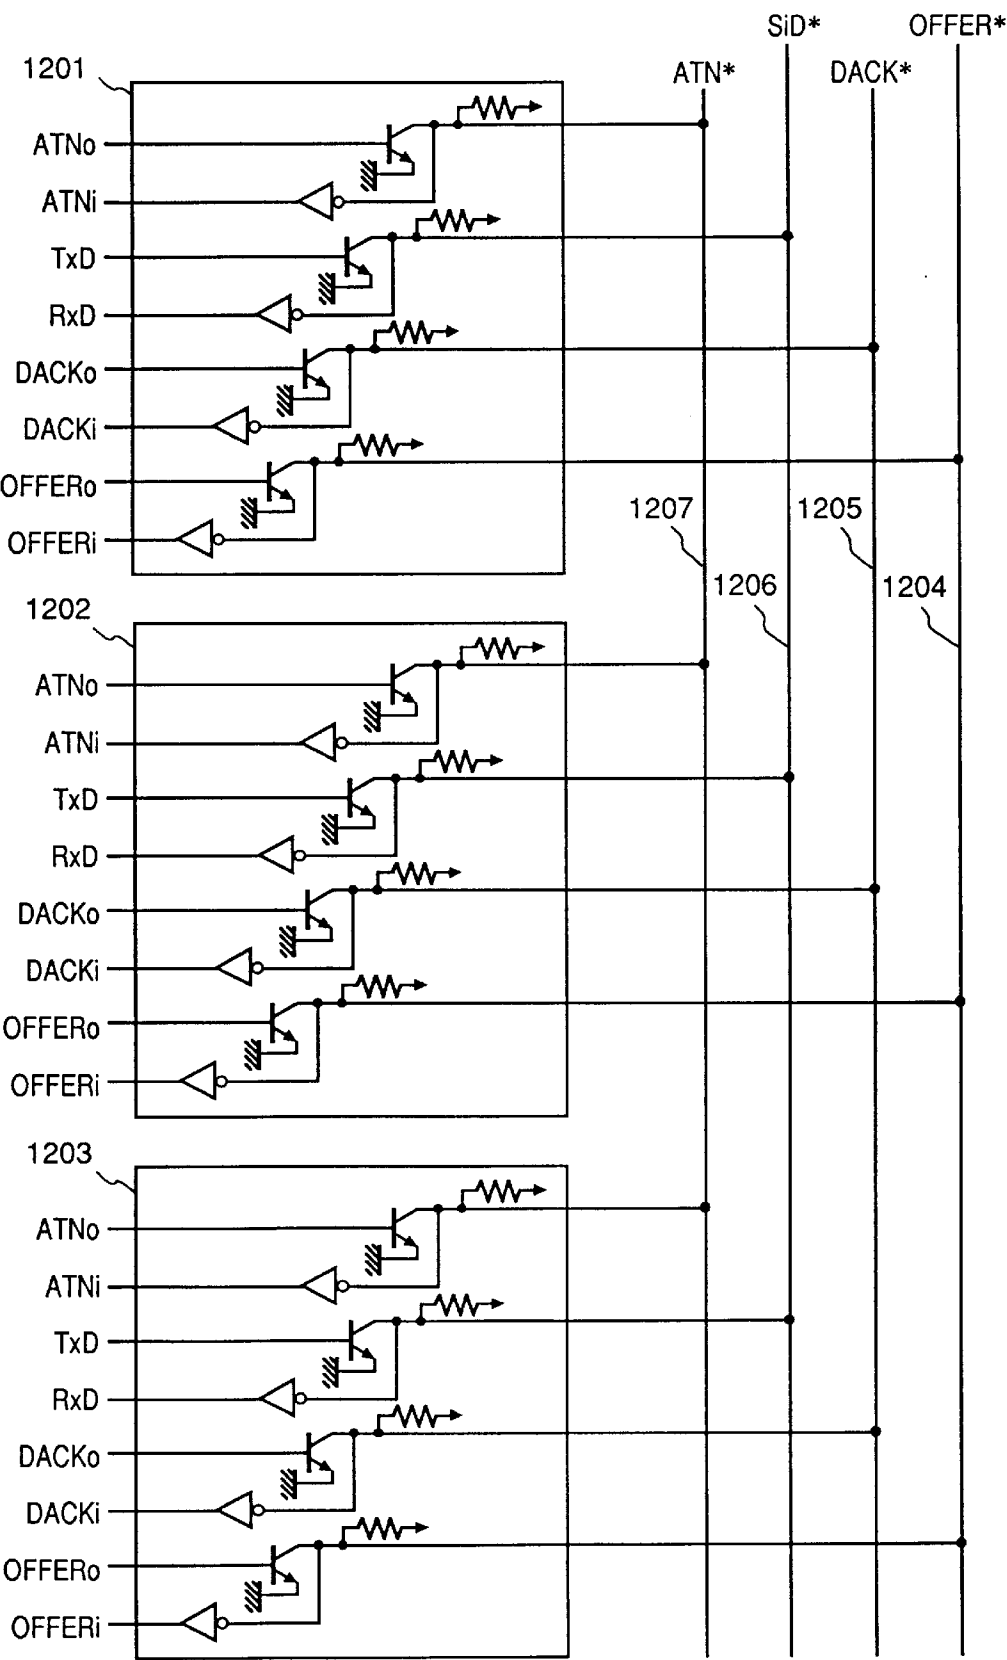 SiD* OFFER*
ATN* DACK*
1201
ATNo
ATNi
TxD
RxD
DACKo
DACKi
OFFERo
OFFERi
1207 1205
1206 1204
1202
ATNo
ATNi
TxD
RxD
DACKo
DACKi
OFFERo
OFFERi
1203
ATNo
ATNi
TxD
RxD
DACKo
DACKi
OFFERo
OFFERi